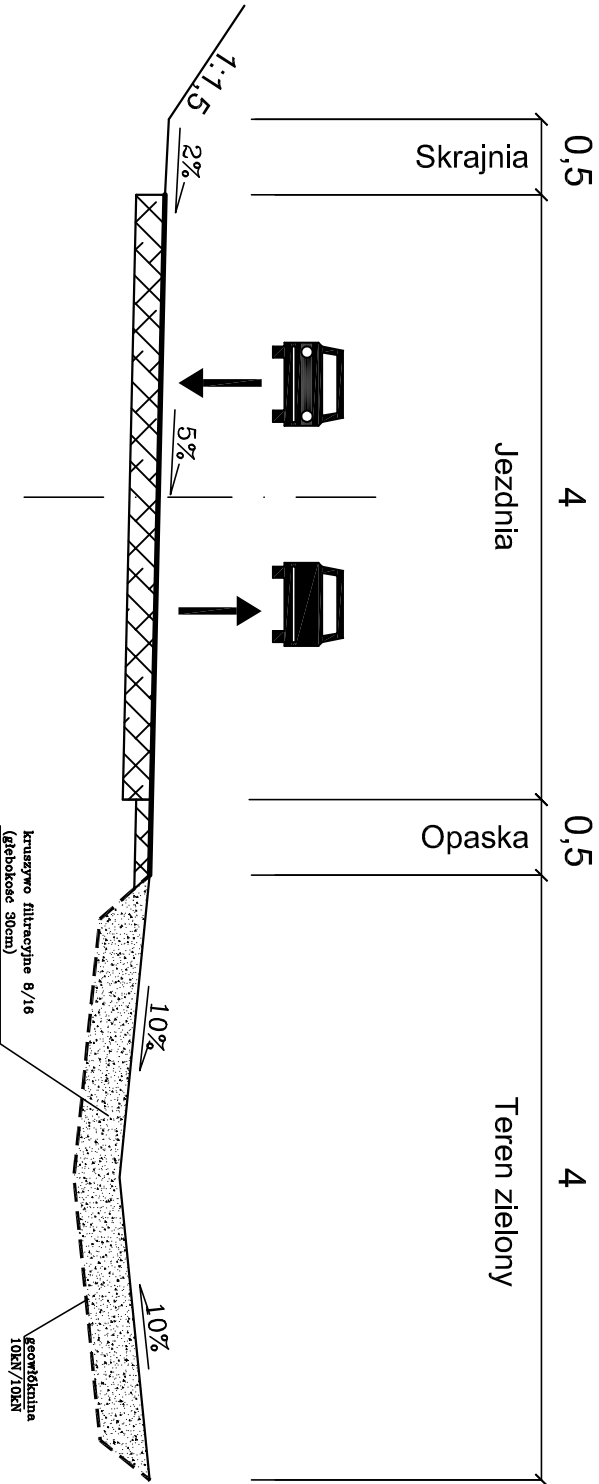 0,5
4
0,5
4
Skrajnia
Jezdnia
Opaska
Teren zielony
1:1,5
2%
5%
10%
10%
kruszywo filtracyjne 8/16
(głebokość 30cm)
geowłóknina
10kN/10kN